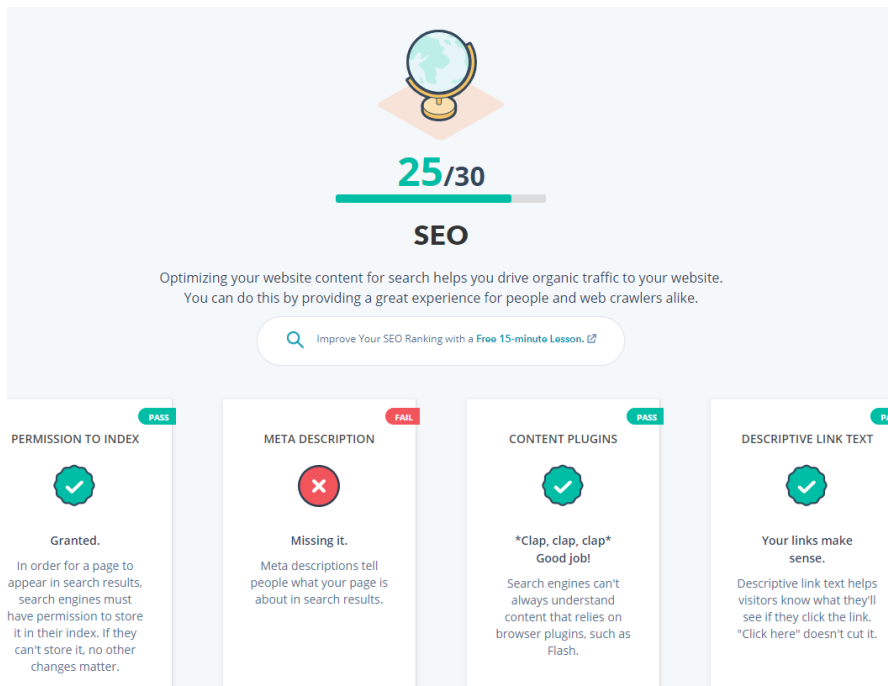 25/30
SEO
Optimizing your website content for search helps you drive organic traffic to your website.
You can do this by providing a great experience for people and web crawlers alike.
Improve Your SEO Ranking with a Free 15-minute Lesson.
PASS
PERMISSION TO INDEX
Granted.
In order for a page to
appear in search results,
search engines must
have permission to store
it in their index. If they
can't store it, no other
changes matter.
FAIL
META DESCRIPTION
Missing it.
Meta descriptions tell
people what your page is
about in search results.
PASS
CONTENT PLUGINS
*Clap, clap, clap*
Good job!
Search engines can't
always understand
content that relies on
browser plugins, such as
Flash.
DESCRIPTIVE LINK TEXT
Your links make
sense.
Descriptive link text helps
visitors know what they'll
see if they click the link.
"Click here" doesn't cut it.